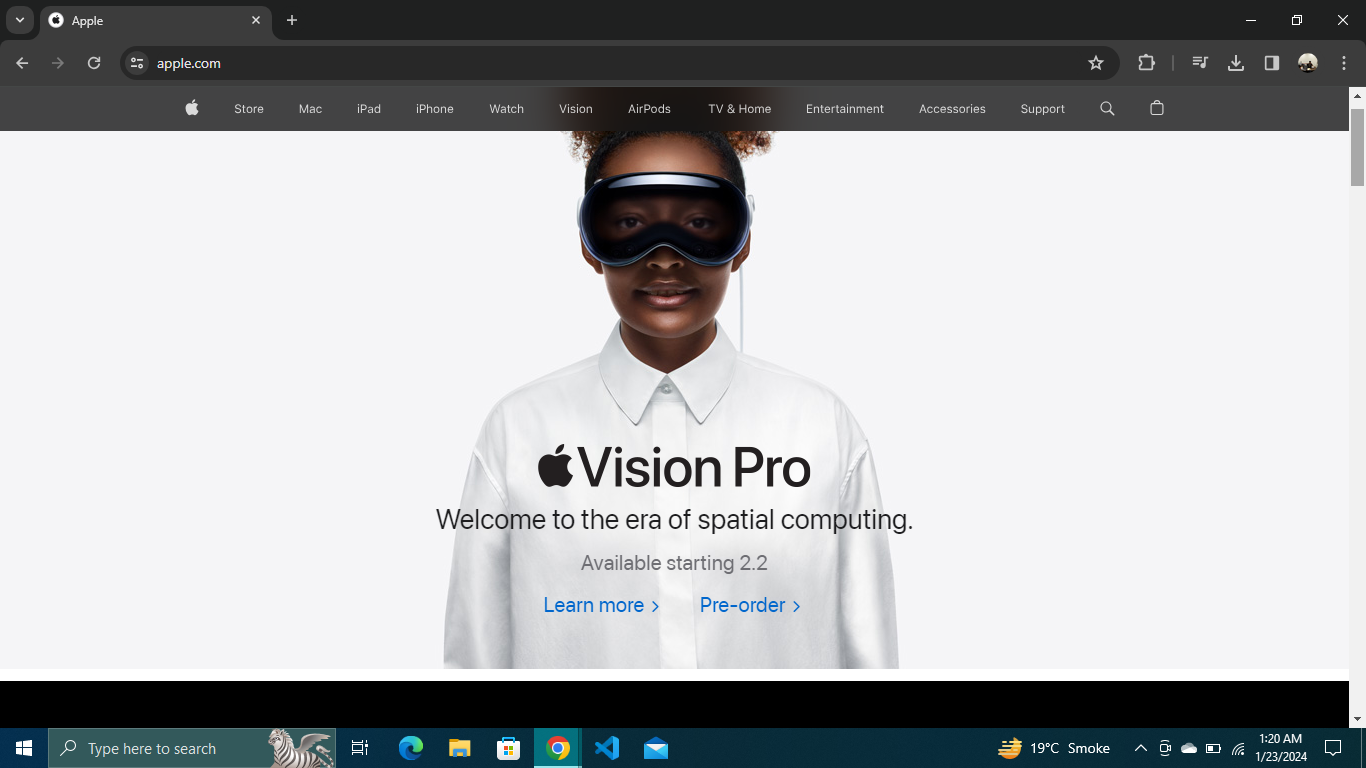 Apple
apple.com
Store Mac iPad iPhone Watch Vision AirPods TV & Home Entertainment Accessories Support
Vision Pro
Welcome to the era of spatial computing.
Available starting 2.2
Learn more > Pre-order >
Type here to search
19°C Smoke
1:20 AM
1/23/2024